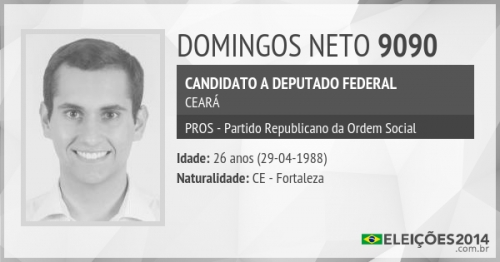 DOMINGOS NETO 9090
CANDIDATO A DEPUTADO FEDERAL
CEARÁ
PROS - Partido Republicano da Ordem Social
Idade: 26 anos (29-04-1988)
Naturalidade: CE - Fortaleza
ELEIÇÕES2014
.com.br